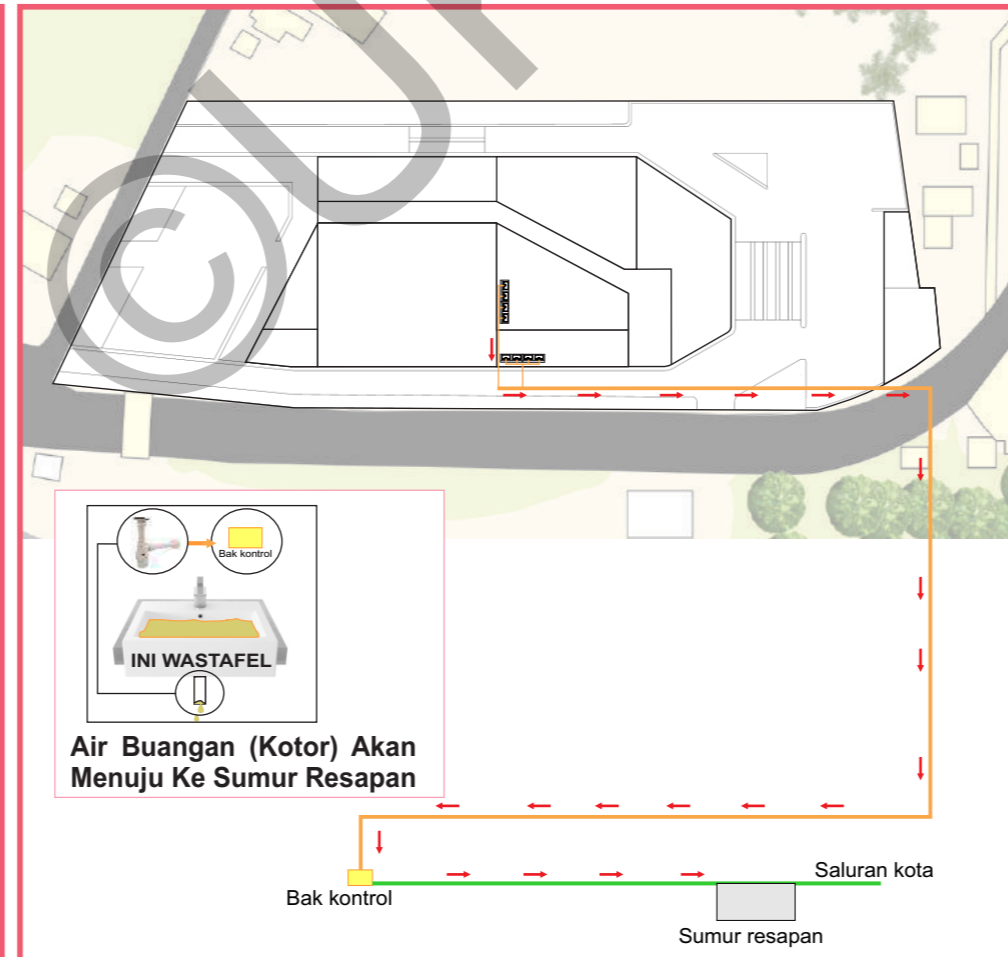 Bak kontrol
INI WASTAFEL
Air Buangan (Kotor) Akan
Menuju Ke Sumur Resapan
Saluran kota
Bak kontrol
Sumur resapan